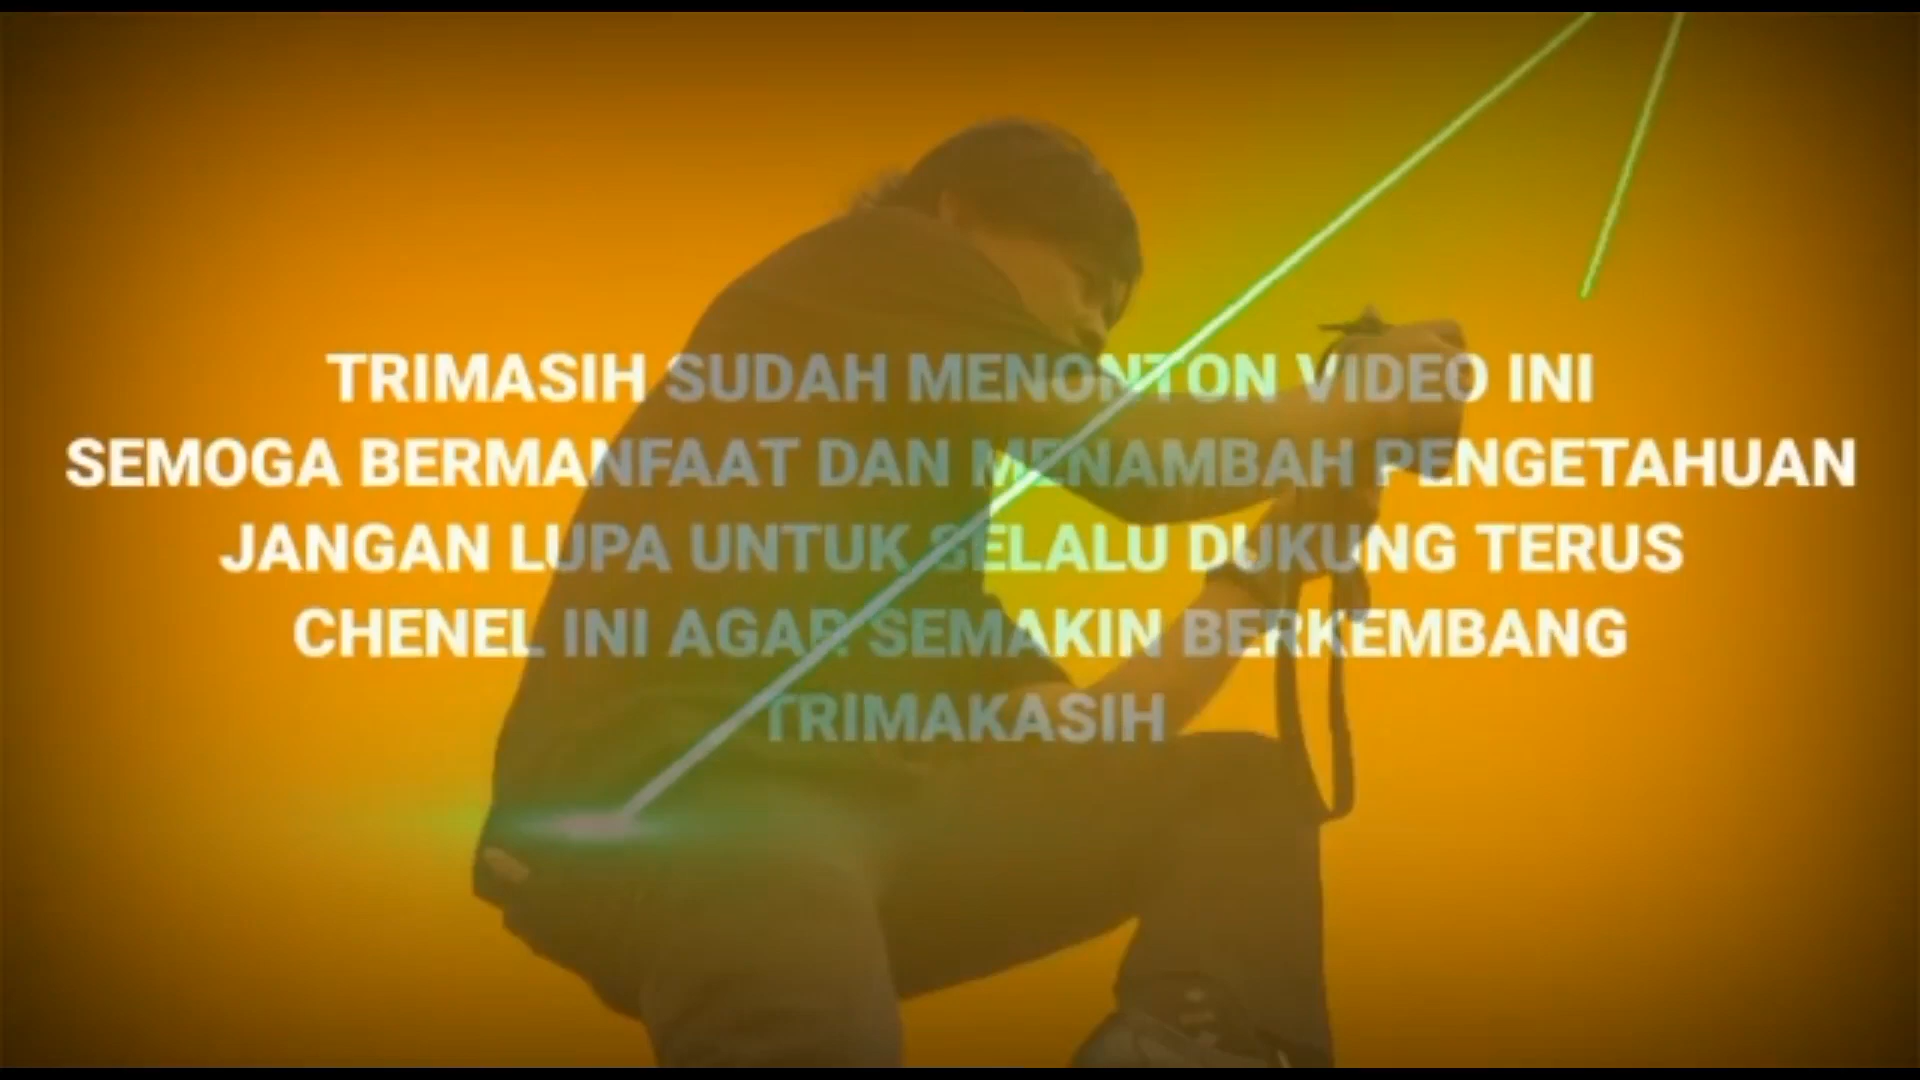 TRIMASIH SUDAH MENONTON VIDEO INI
SEMOGA BERMANFAAT DAN MENAMBAH PENGETAHUAN
JANGAN LUPA UNTUK SELALU DUKUNG TERUS
CHENEL INI AGAR SEMAKIN BERKEMBANG
TRIMAKASIH